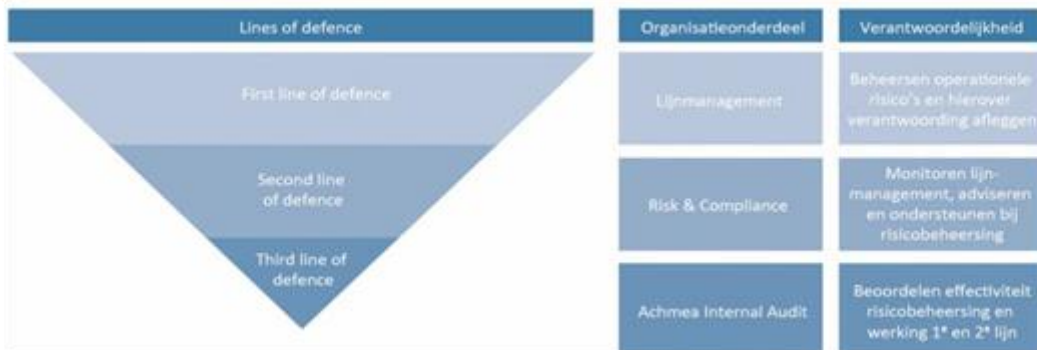 Lines of defence
Organisatieonderdeel
Verantwoordelijkheid
First line of defence
Lijnmanagement
Beheersen operationele
risico's en hierover
verantwoording afleggen
Second line
of defence
Risk & Compliance
Monitoren lijn-
management, adviseren
en ondersteunen bij
risicobeheersing
Third line of
defence
Achmea Internal Audit
Beoordelen effectiviteit
risicobeheersing en
werking 1ᵉ en 2ᵉ lijn